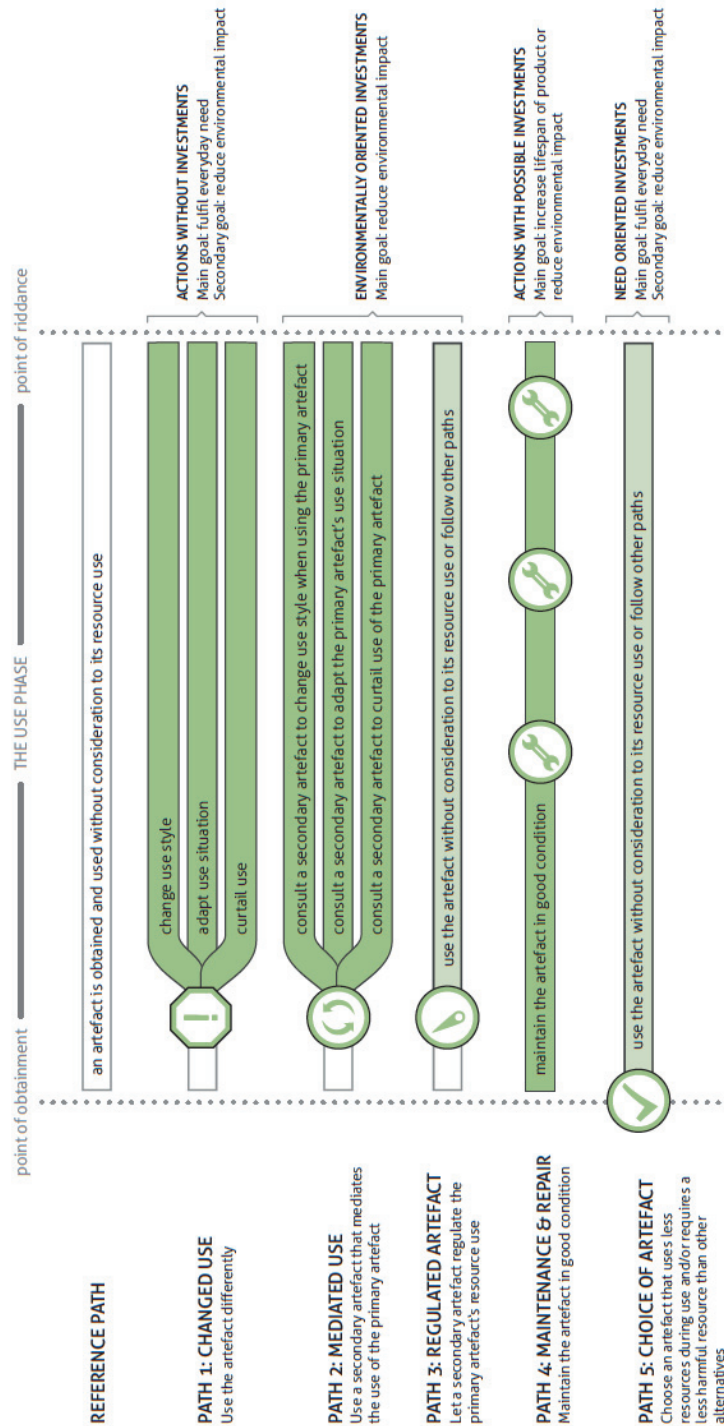 point of obtainment
THE USE PHASE
point of riddance
REFERENCE PATH
an artefact is obtained and used without consideration to its resource use
PATH 1: CHANGED USE
Use the artefact differently
change use style
adapt use situation
curtail use
ACTIONS WITHOUT INVESTMENTS
Main goal: fulfil everyday need
Secondary goal: reduce environmental impact
PATH 2: MEDIATED USE
Use a secondary artefact that mediates
the use of the primary artefact
consult a secondary artefact to change use style when using the primary artefact
consult a secondary artefact to adapt the primary artefact's use situation
consult a secondary artefact to curtail use of the primary artefact
ENVIRONMENTALLY ORIENTED INVESTMENTS
Main goal: reduce environmental impact
PATH 3: REGULATED ARTEFACT
Let a secondary artefact regulate the
primary artefact's resource use
use the artefact without consideration to its resource use or follow other paths
PATH 4: MAINTENANCE & REPAIR
Maintain the artefact in good condition
maintain the artefact in good condition
ACTIONS WITH POSSIBLE INVESTMENTS
Main goal: increase lifespan of product or
reduce environmental impact
PATH 5: CHOICE OF ARTEFACT
Choose an artefact that uses less
resources during use and/or requires a
less harmful resource than other
alternatives
use the artefact without consideration to its resource use or follow other paths
NEED ORIENTED INVESTMENTS
Main goal: fulfil everyday need
Secondary goal: reduce environmental impact